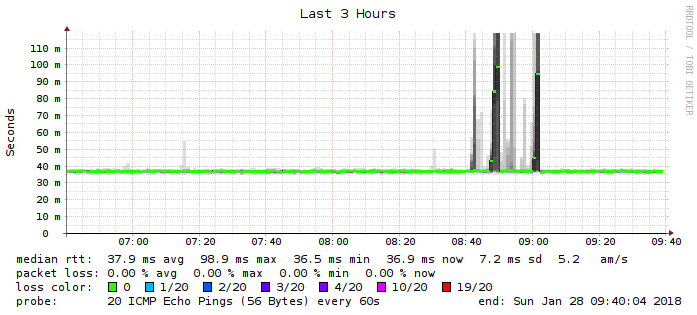 Last 3 Hours
RRDTOOL / TOBI OETIKER
Seconds
110 m
100 m
90 m
80 m
70 m
60 m
50 m
40 m
30 m
20 m
10 m
0
07:00 07:20 07:40 08:00 08:20 08:40 09:00 09:20 09:40
median rtt: 37.9 ms avg 98.9 ms max 36.5 ms min 36.9 ms now 7.2 ms sd 5.2 am/s
packet loss: 0.00 % avg 0.00 % max 0.00 % min 0.00 % now
loss color: 0 1/20 2/20 3/20 4/20 10/20 19/20
probe: 20 ICMP Echo Pings (56 Bytes) every 60s end: Sun Jan 28 09:40:04 2018